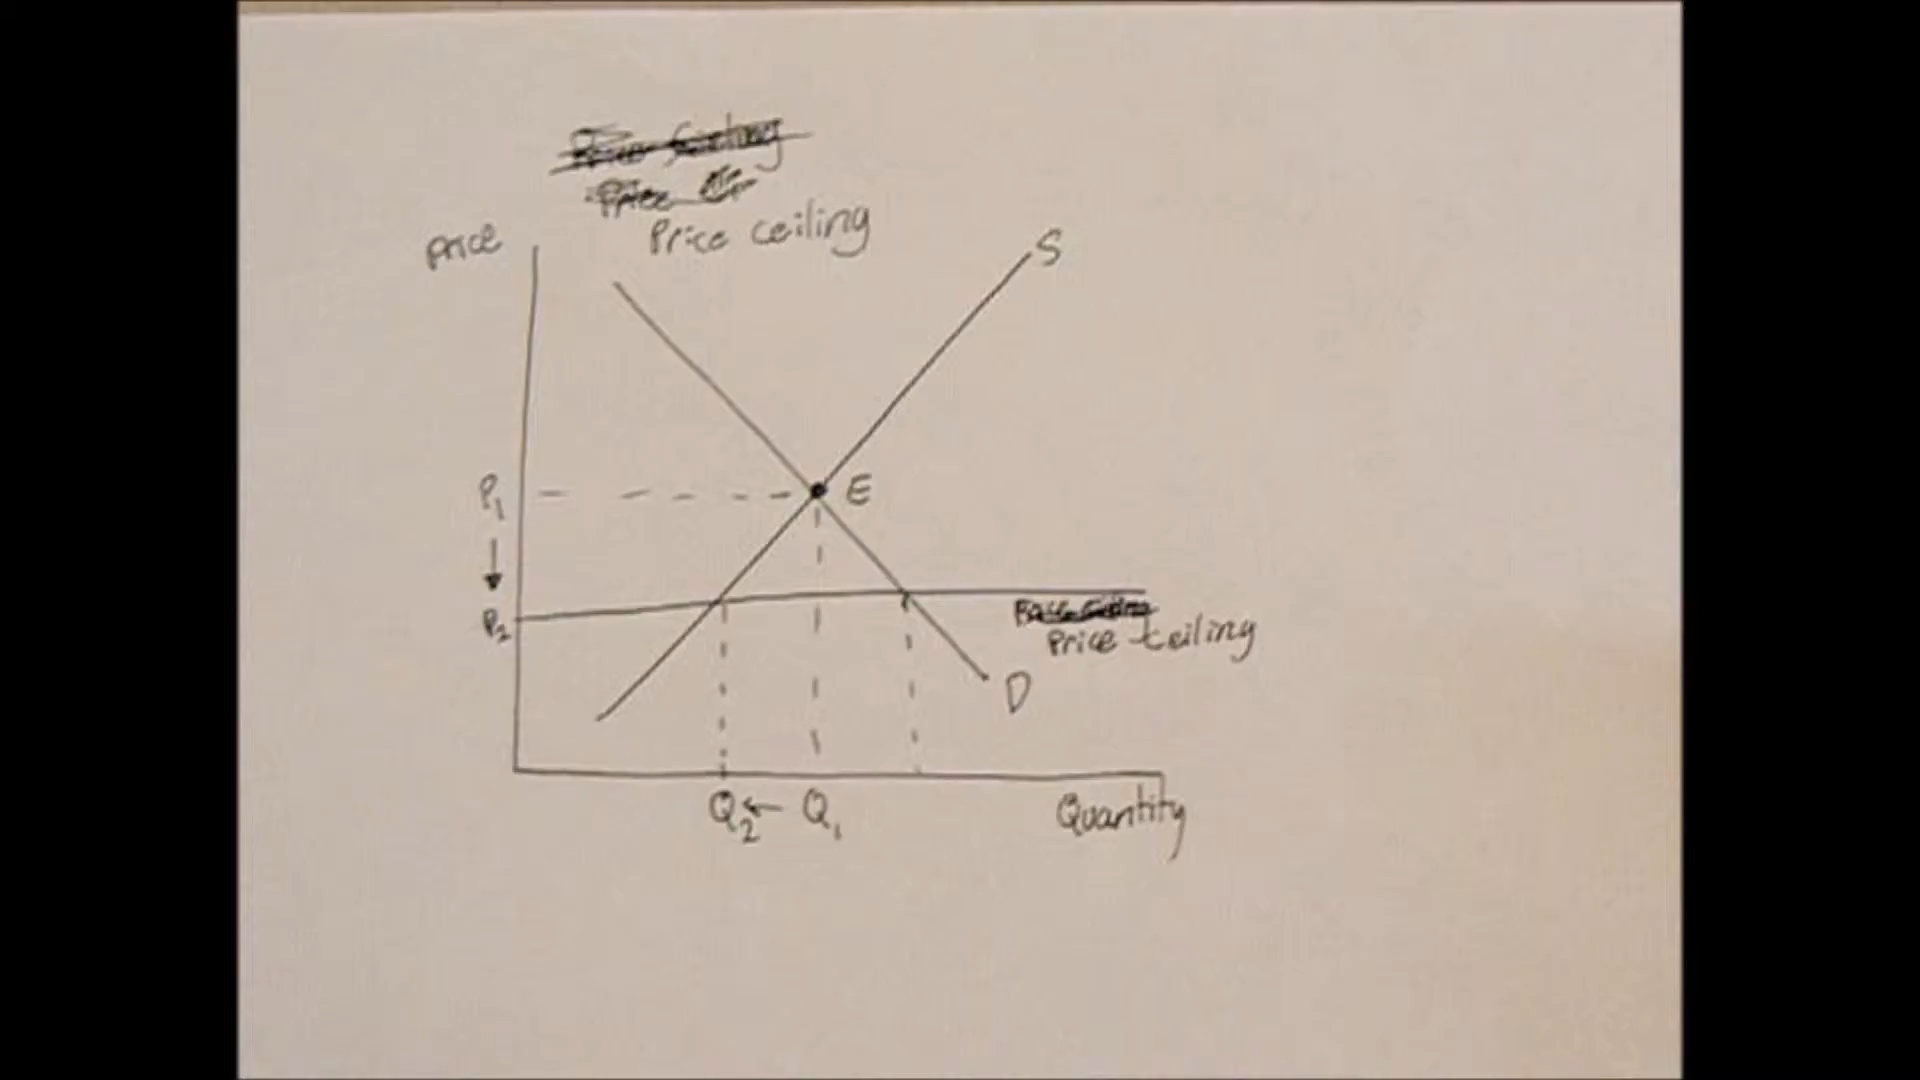 Price ceiling
Price
S
P1
E
P2
Price ceiling
D
Q2 ← Q1
Quantity